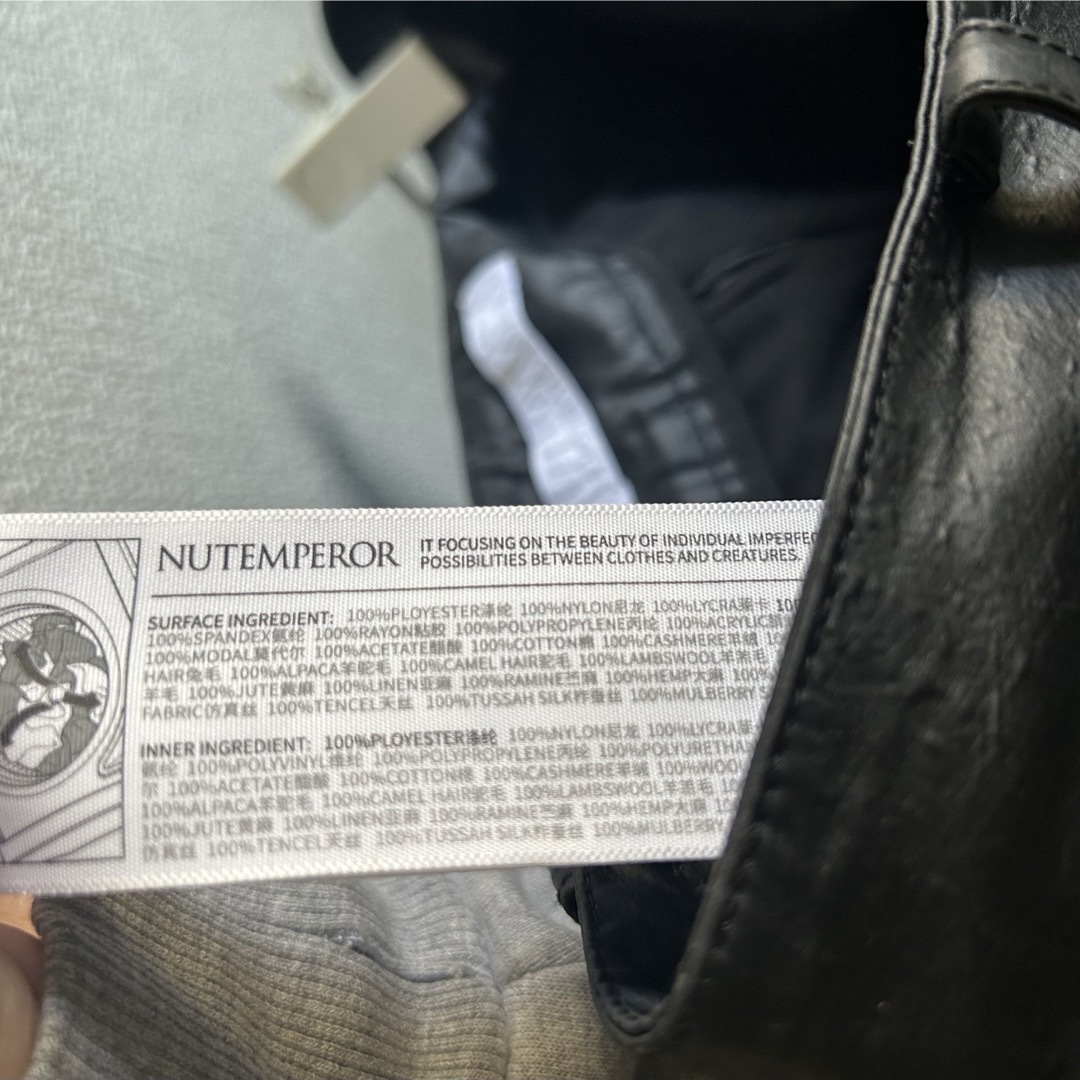 NUTEMPEROR
IT FOCUSING ON THE BEAUTY OF INDIVIDUAL IMPERFEC
POSSIBILITIES BETWEEN CLOTHES AND CREATURES.
SURFACE INGREDIENT: 100%PLOYESTER涤纶 100%NYLON尼龙 100%LYCRA莱卡
100%SPANDEX氨纶 100%RAYON粘胶 100%POLYPROPYLENE丙纶 100%ACRYLIC
100%MODAL莫代尔 100%ACETATE醋酸 100%COTTON棉 100%CASHMERE羊绒
HAIR兔毛 100%ALPACA羊驼毛 100%CAMEL HAIR驼毛 100%LAMBSWOOL羊羔毛
羊毛 100%JUTE黄麻 100%LINEN亚麻 100%RAMINE苎麻 100%HEMP大麻
FABRIC仿真丝 100%TENCEL天丝 100%TUSSAH SILK柞蚕丝 100%MULBERRY
INNER INGREDIENT: 100%PLOYESTER涤纶 100%NYLON尼龙 100%LYCRA莱卡
氨纶 100%POLYVINYL维纶 100%POLYPROPYLENE丙纶 100%POLYURETHA
尔 100%ACETATE醋酸 100%COTTON棉 100%CASHMERE羊绒
100%ALPACA羊驼毛 100%CAMEL HAIR驼毛 100%LAMBSWOOL羊羔毛
100%JUTE黄麻 100%LINEN亚麻 100%RAMINE苎麻 100%HEMP大麻
仿真丝 100%TENCEL天丝 100%TUSSAH SILK柞蚕丝 100%MULBERRY